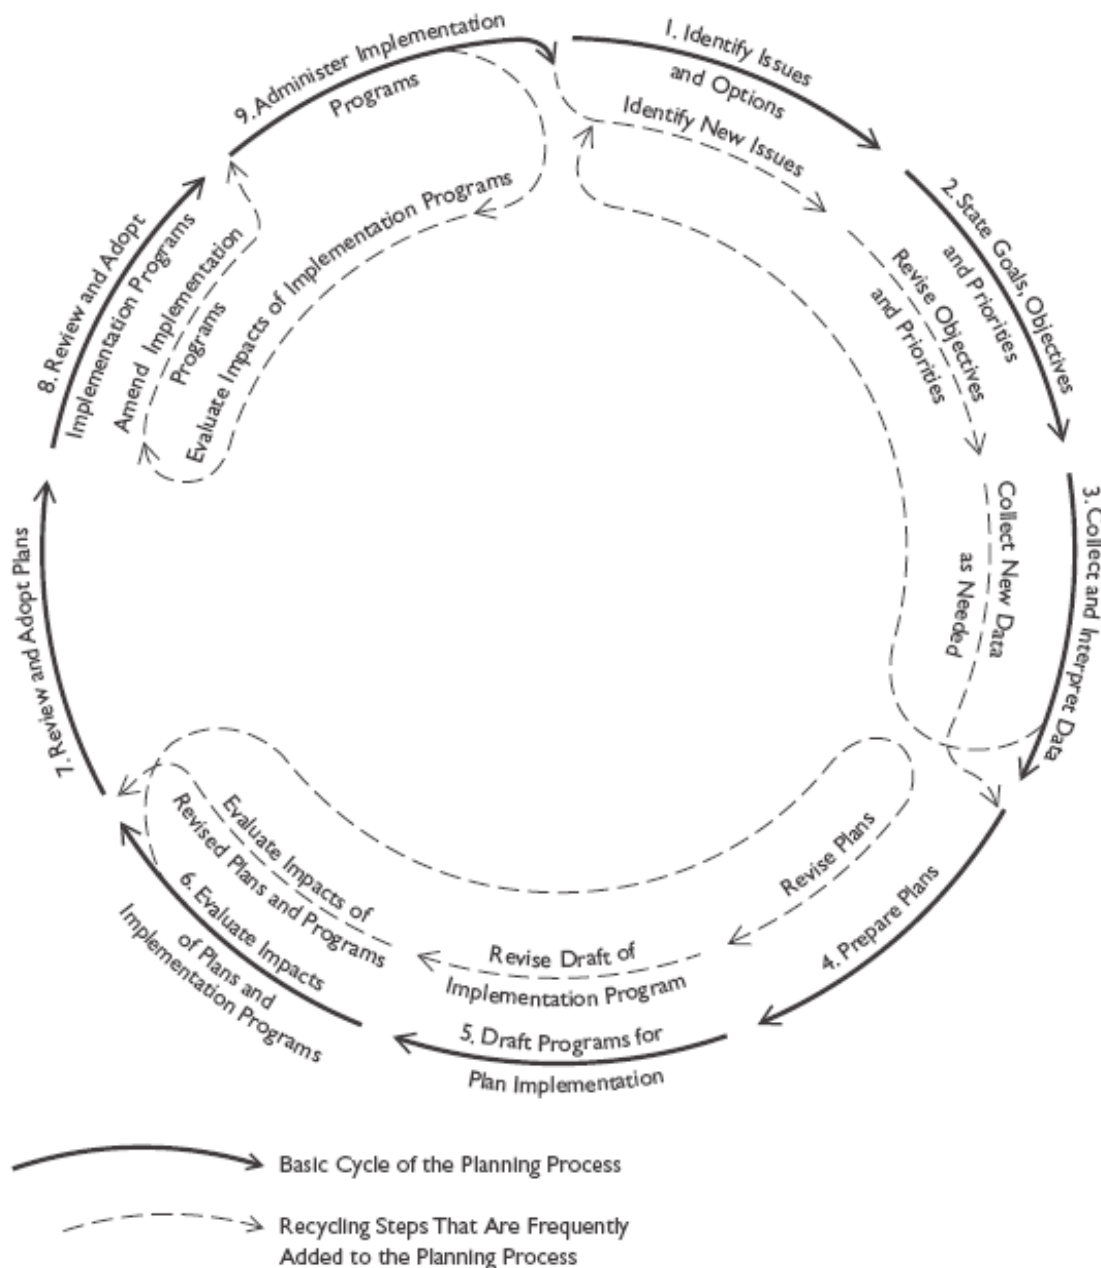 1. Identify Issues
and Options
Identify New Issues
2. State Goals, Objectives
and Priorities
Revise Objectives
and Priorities
3. Collect and Interpret Data
Collect New Data
as Needed
4. Prepare Plans
Revise Plans
5. Draft Programs for
Plan Implementation
Revise Draft of
Implementation Program
6. Evaluate Impacts
of Plans and
Implementation Programs
Evaluate Impacts of
Revised Plans and Programs
7. Review and Adopt Plans
8. Review and Adopt
Implementation Programs
Amend Implementation
Programs
9. Administer Implementation
Programs
Evaluate Impacts of Implementation Programs
Basic Cycle of the Planning Process
Recycling Steps That Are Frequently
Added to the Planning Process